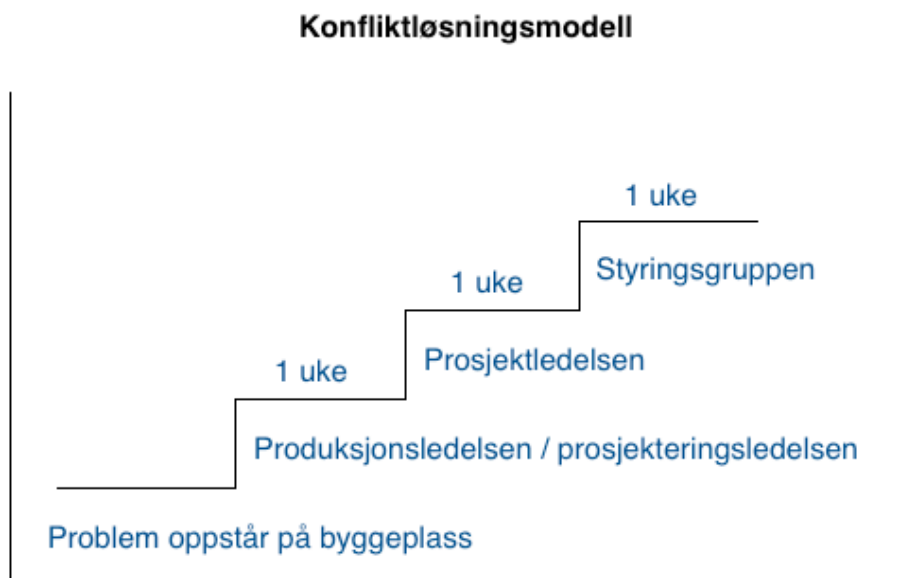 Konfliktløsningsmodell
1 uke
Styringsgruppen
1 uke
Prosjektledelsen
1 uke
Produksjonsledelsen / prosjekteringsledelsen
Problem oppstår på byggeplass